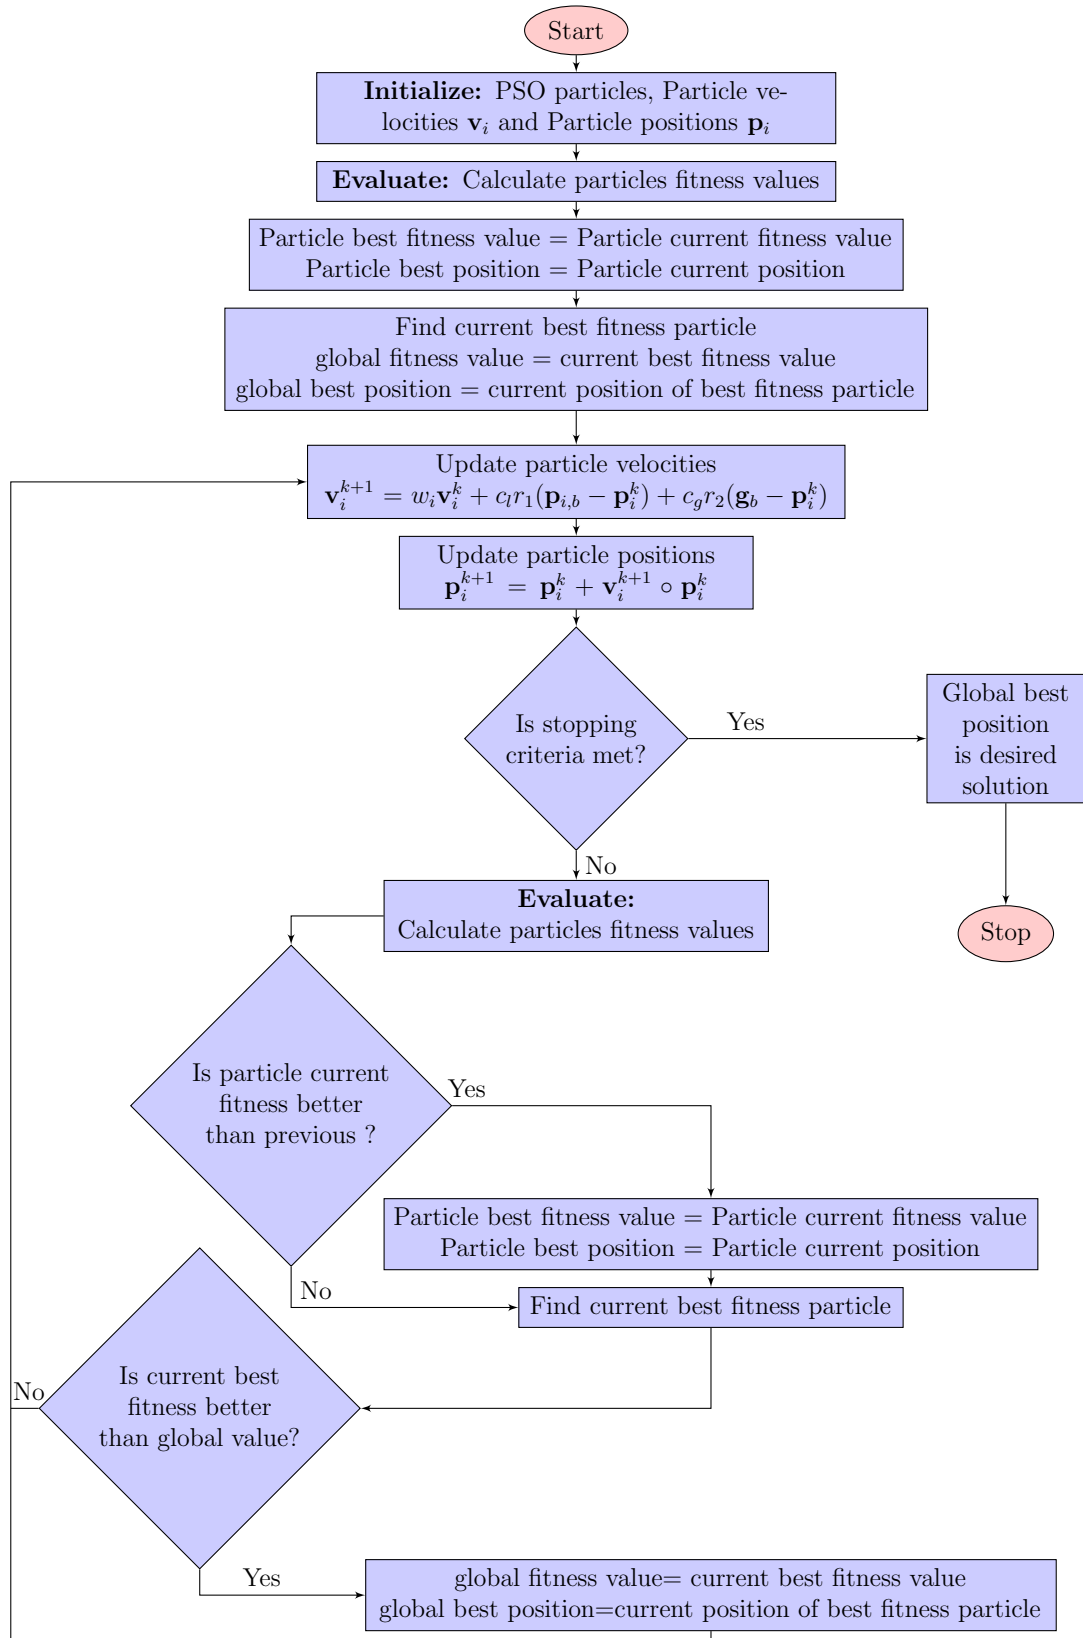 Start
Initialize: PSO particles, Particle ve-
locities v_i and Particle positions p_i
Evaluate: Calculate particles fitness values
Particle best fitness value = Particle current fitness value
Particle best position = Particle current position
Find current best fitness particle
global fitness value = current best fitness value
global best position = current position of best fitness particle
Update particle velocities
v_i^{k+1} = w_i v_i^k + c_l r_1(p_{i,b} − p_i^k) + c_g r_2(g_b − p_i^k)
Update particle positions
p_i^{k+1} = p_i^k + v_i^{k+1} ∘ p_i^k
Is stopping
criteria met?
Yes
Global best
position
is desired
solution
No
Evaluate:
Calculate particles fitness values
Stop
Is particle current
fitness better
than previous ?
Yes
Particle best fitness value = Particle current fitness value
Particle best position = Particle current position
No
Find current best fitness particle
Is current best
fitness better
than global value?
No
Yes
global fitness value= current best fitness value
global best position=current position of best fitness particle